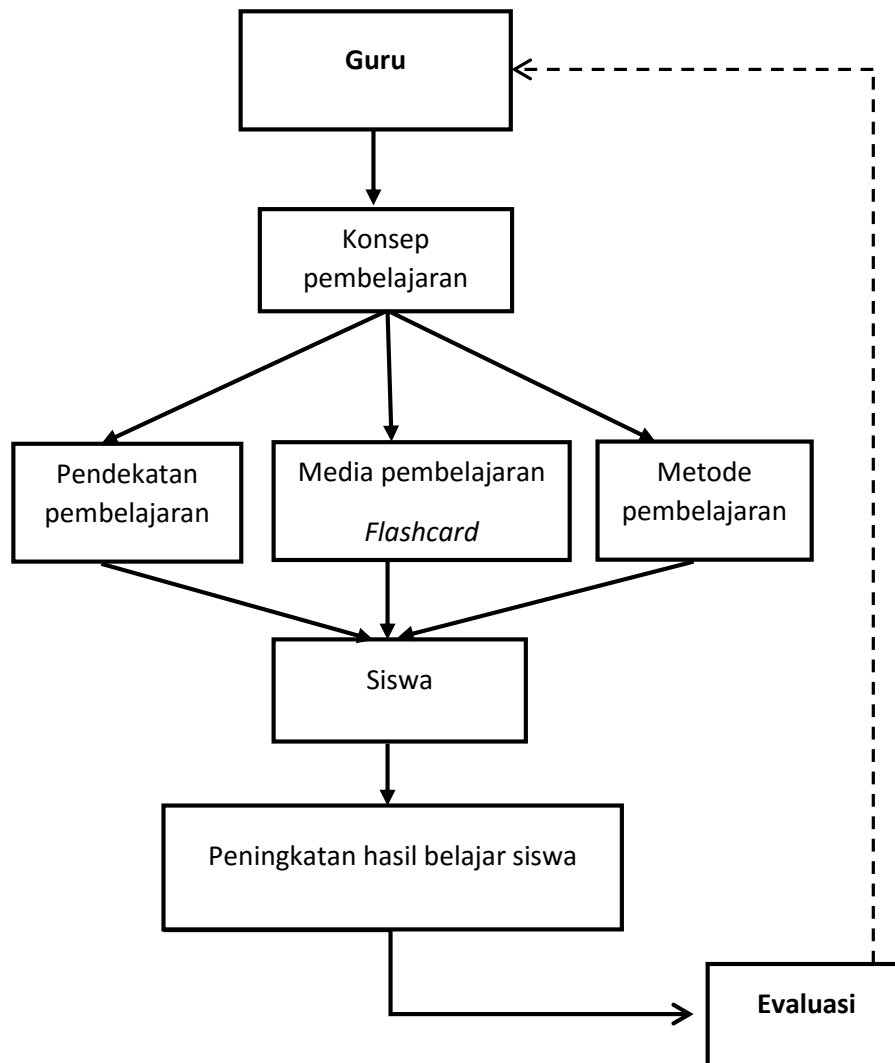 Guru
Konsep
pembelajaran
Pendekatan
pembelajaran
Media pembelajaran
Flashcard
Metode
pembelajaran
Siswa
Peningkatan hasil belajar siswa
Evaluasi